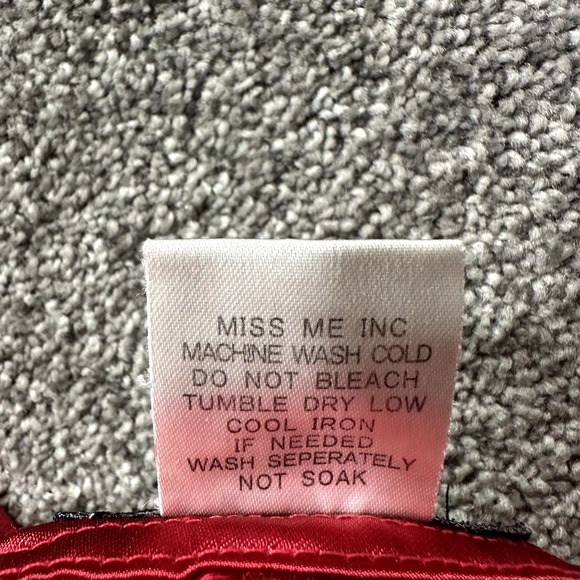 MISS ME INC
MACHINE WASH COLD
DO NOT BLEACH
TUMBLE DRY LOW
COOL IRON
IF NEEDED
WASH SEPERATELY
NOT SOAK